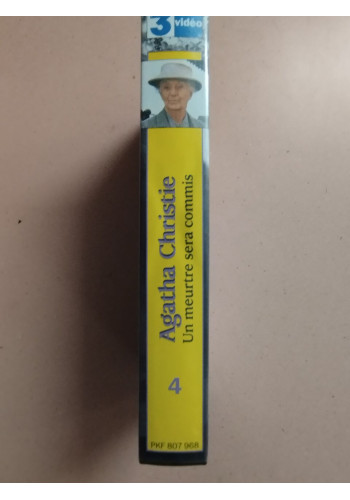 3 vidéo
Agatha Christie
Un meurtre sera commis
4
PKF 807 968